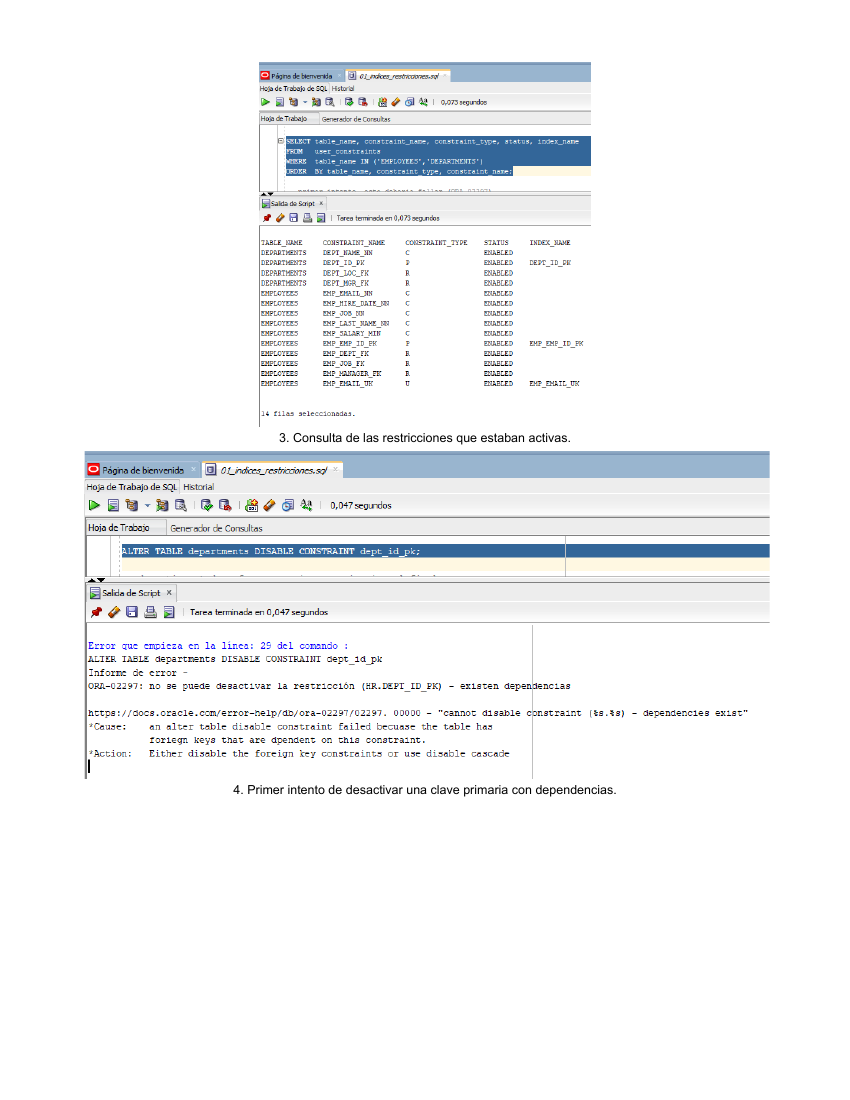 Página de bienvenida 01_indices_restricciones.sql
Hoja de Trabajo de SQL Historial
0,073 segundos
Hoja de Trabajo Generador de Consultas
SELECT table_name, constraint_name, constraint_type, status, index_name
FROM user_constraints
WHERE table_name IN ('EMPLOYEES','DEPARTMENTS')
ORDER BY table_name, constraint_type, constraint_name;
Salida de Script
Tarea terminada en 0,073 segundos
TABLE_NAME CONSTRAINT_NAME CONSTRAINT_TYPE STATUS INDEX_NAME
DEPARTMENTS DEPT_NAME_NN C ENABLED
DEPARTMENTS DEPT_ID_PK P ENABLED DEPT_ID_PK
DEPARTMENTS DEPT_LOC_FK R ENABLED
DEPARTMENTS DEPT_MGR_FK R ENABLED
EMPLOYEES EMP_EMAIL_NN C ENABLED
EMPLOYEES EMP_HIRE_DATE_NN C ENABLED
EMPLOYEES EMP_JOB_NN C ENABLED
EMPLOYEES EMP_LAST_NAME_NN C ENABLED
EMPLOYEES EMP_SALARY_MIN C ENABLED
EMPLOYEES EMP_EMP_ID_PK P ENABLED EMP_EMP_ID_PK
EMPLOYEES EMP_DEPT_FK R ENABLED
EMPLOYEES EMP_JOB_FK R ENABLED
EMPLOYEES EMP_MANAGER_FK R ENABLED
EMPLOYEES EMP_EMAIL_UK U ENABLED EMP_EMAIL_UK
14 filas seleccionadas.
3. Consulta de las restricciones que estaban activas.
Página de bienvenida 01_indices_restricciones.sql
Hoja de Trabajo de SQL Historial
0,047 segundos
Hoja de Trabajo Generador de Consultas
ALTER TABLE departments DISABLE CONSTRAINT dept_id_pk;
Salida de Script
Tarea terminada en 0,047 segundos
Error que empieza en la línea: 29 del comando :
ALTER TABLE departments DISABLE CONSTRAINT dept_id_pk
Informe de error -
ORA-02297: no se puede desactivar la restricción (HR.DEPT_ID_PK) - existen dependencias
https://docs.oracle.com/error-help/db/ora-02297/02297. 00000 - "cannot disable constraint (%s.%s) - dependencies exist"
*Cause: an alter table disable constraint failed becuase the table has
foriegn keys that are dpendent on this constraint.
*Action: Either disable the foreign key constraints or use disable cascade
4. Primer intento de desactivar una clave primaria con dependencias.